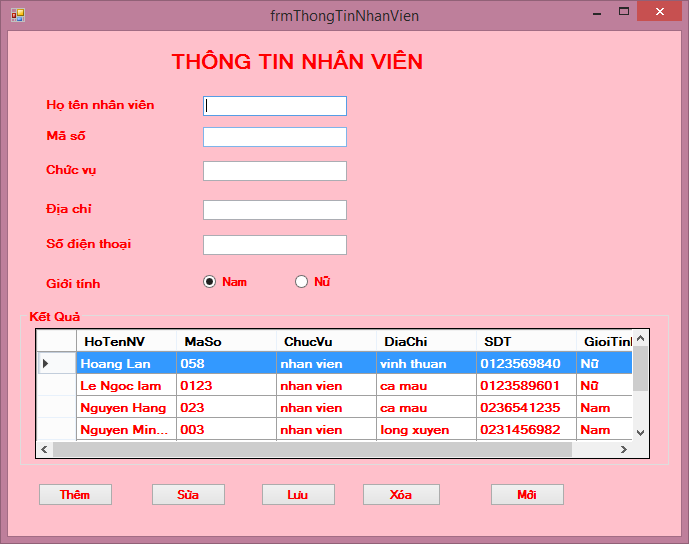 frmThongTinNhanVien
THÔNG TIN NHÂN VIÊN
Họ tên nhân viên
Mã số
Chức vụ
Địa chỉ
Số điện thoại
Giới tính Nam Nữ
Kết Quả
HoTenNV MaSo ChucVu DiaChi SDT GioiTinl
Hoang Lan 058 nhan vien vinh thuan 0123569840 Nữ
Le Ngoc lam 0123 nhan vien ca mau 0123589601 Nữ
Nguyen Hang 023 nhan vien ca mau 0236541235 Nam
Nguyen Min... 003 nhan vien long xuyen 0231456982 Nam
Thêm Sửa Lưu Xóa Mới